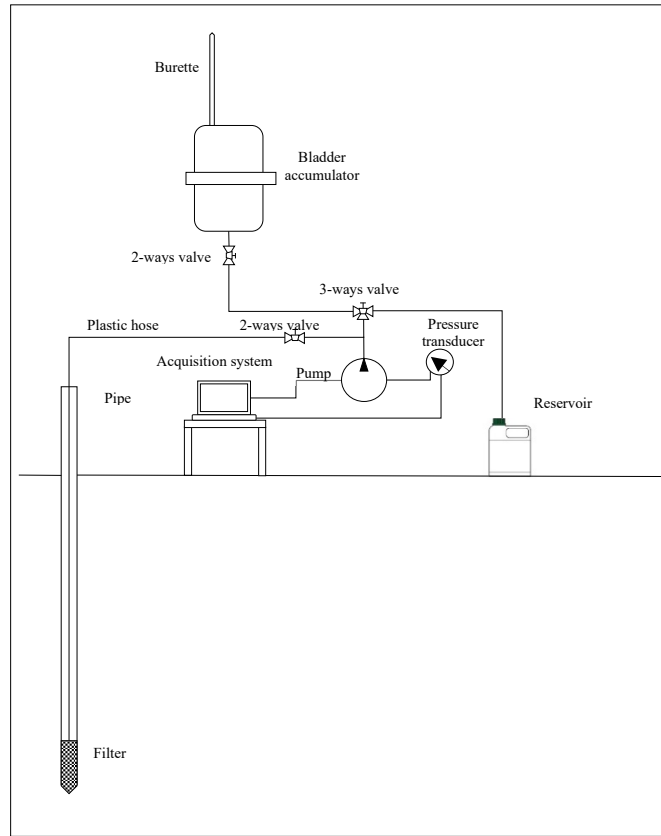 Burette
Bladder
accumulator
2-ways valve
3-ways valve
Plastic hose
2-ways valve
Pressure
transducer
Acquisition system
Pump
Pipe
Reservoir
Filter